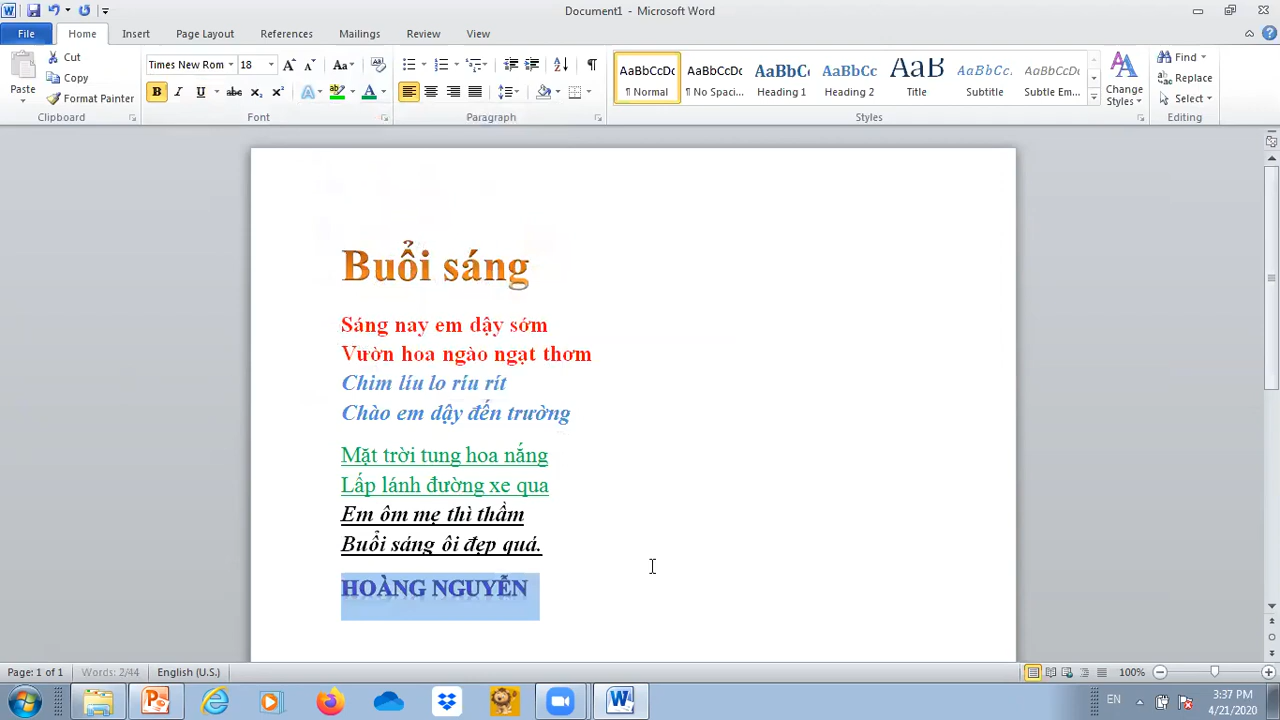 Document1 - Microsoft Word
File Home Insert Page Layout References Mailings Review View
Paste
Cut
Copy
Format Painter
Clipboard
Times New Rom 18
Font
Paragraph
AaBbCcDc AaBbCcDc AaBbCc AaBbCc AaB AaBbCc. AaBbCcDc
¶ Normal ¶ No Spaci... Heading 1 Heading 2 Title Subtitle Subtle Em...
Change Styles
Styles
Find
Replace
Select
Editing
Buổi sáng
Sáng nay em dậy sớm
Vườn hoa ngào ngạt thơm
Chim líu lo ríu rít
Chào em dậy đến trường
Mặt trời tung hoa nắng
Lấp lánh đường xe qua
Em ôm mẹ thì thầm
Buổi sáng ôi đẹp quá.
HOÀNG NGUYỄN
Page: 1 of 1 Words: 2/44 English (U.S.) 100%
EN 3:37 PM
4/21/2020